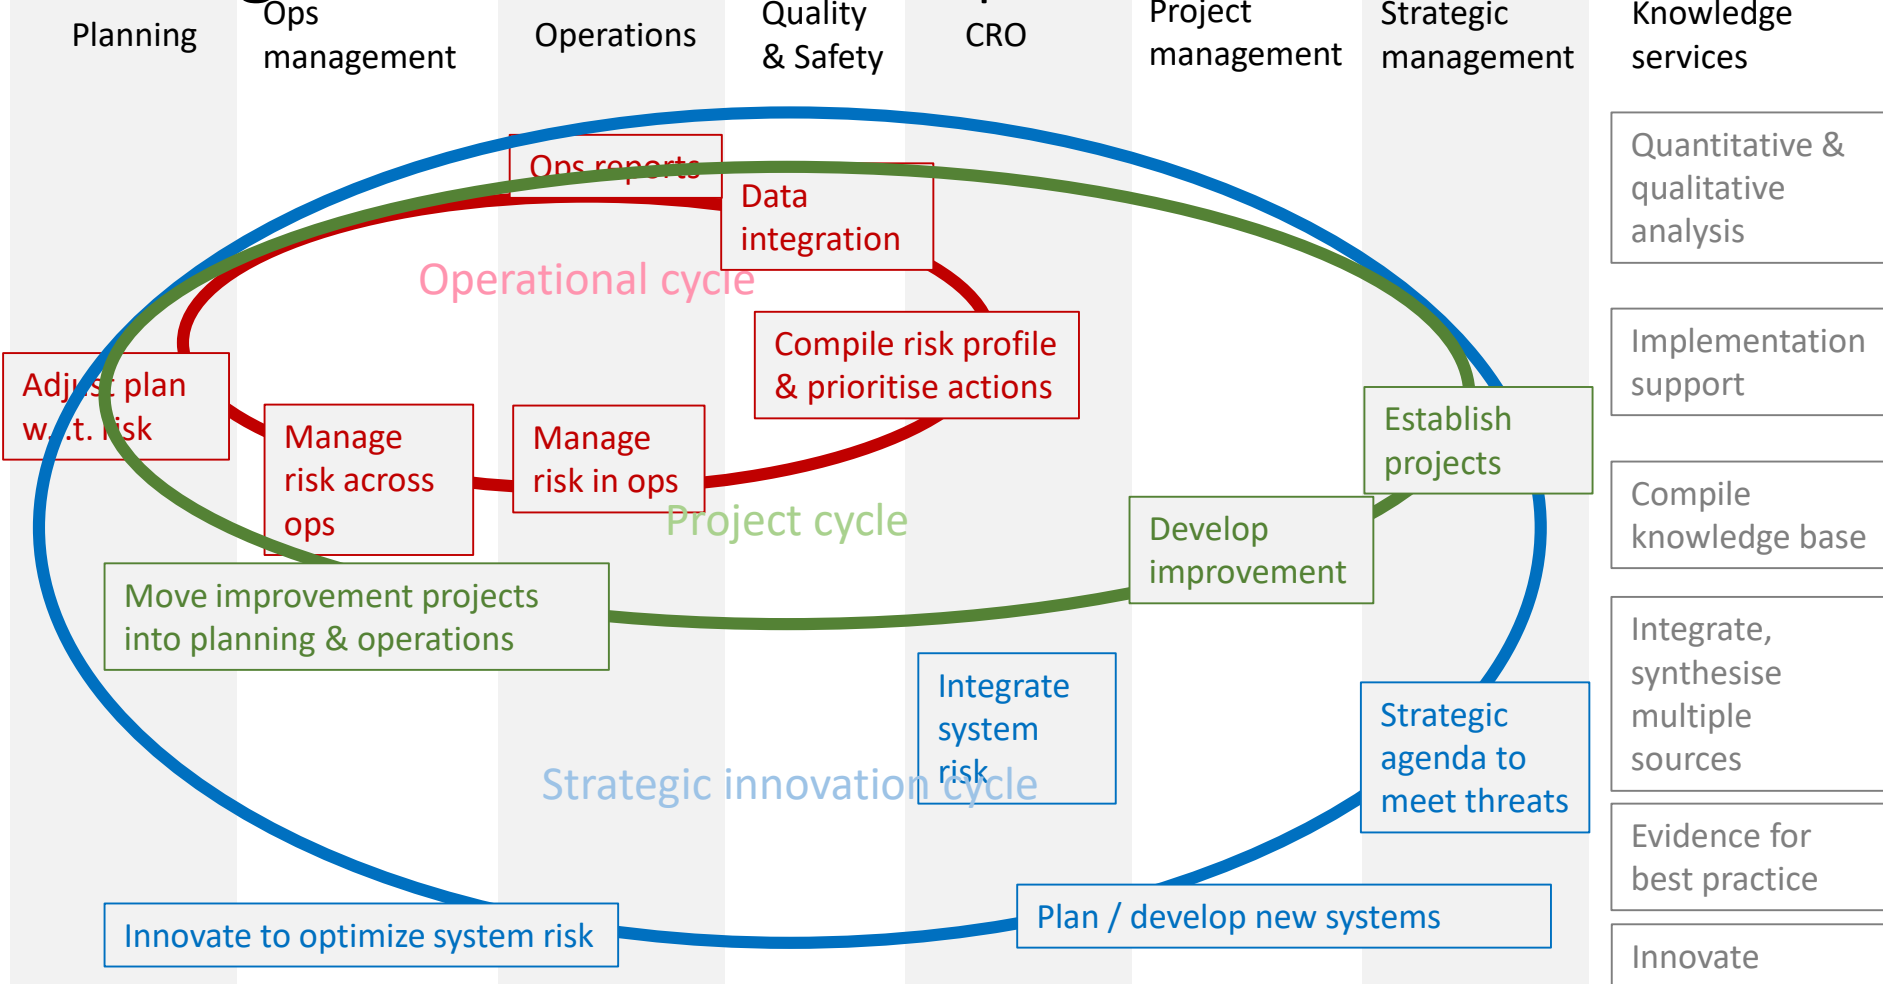 Planning
Ops
management
Operations
Quality
& Safety
CRO
Project
management
Strategic
management
Knowledge
services
Ops reports
Data
integration
Operational cycle
Compile risk profile
& prioritise actions
Adjust plan
w.r.t. risk
Manage
risk across
ops
Manage
risk in ops
Project cycle
Establish
projects
Develop
improvement
Move improvement projects
into planning & operations
Integrate
system
risk
Strategic innovation cycle
Strategic
agenda to
meet threats
Plan / develop new systems
Innovate to optimize system risk
Quantitative &
qualitative
analysis
Implementation
support
Compile
knowledge base
Integrate,
synthesise
multiple
sources
Evidence for
best practice
Innovate